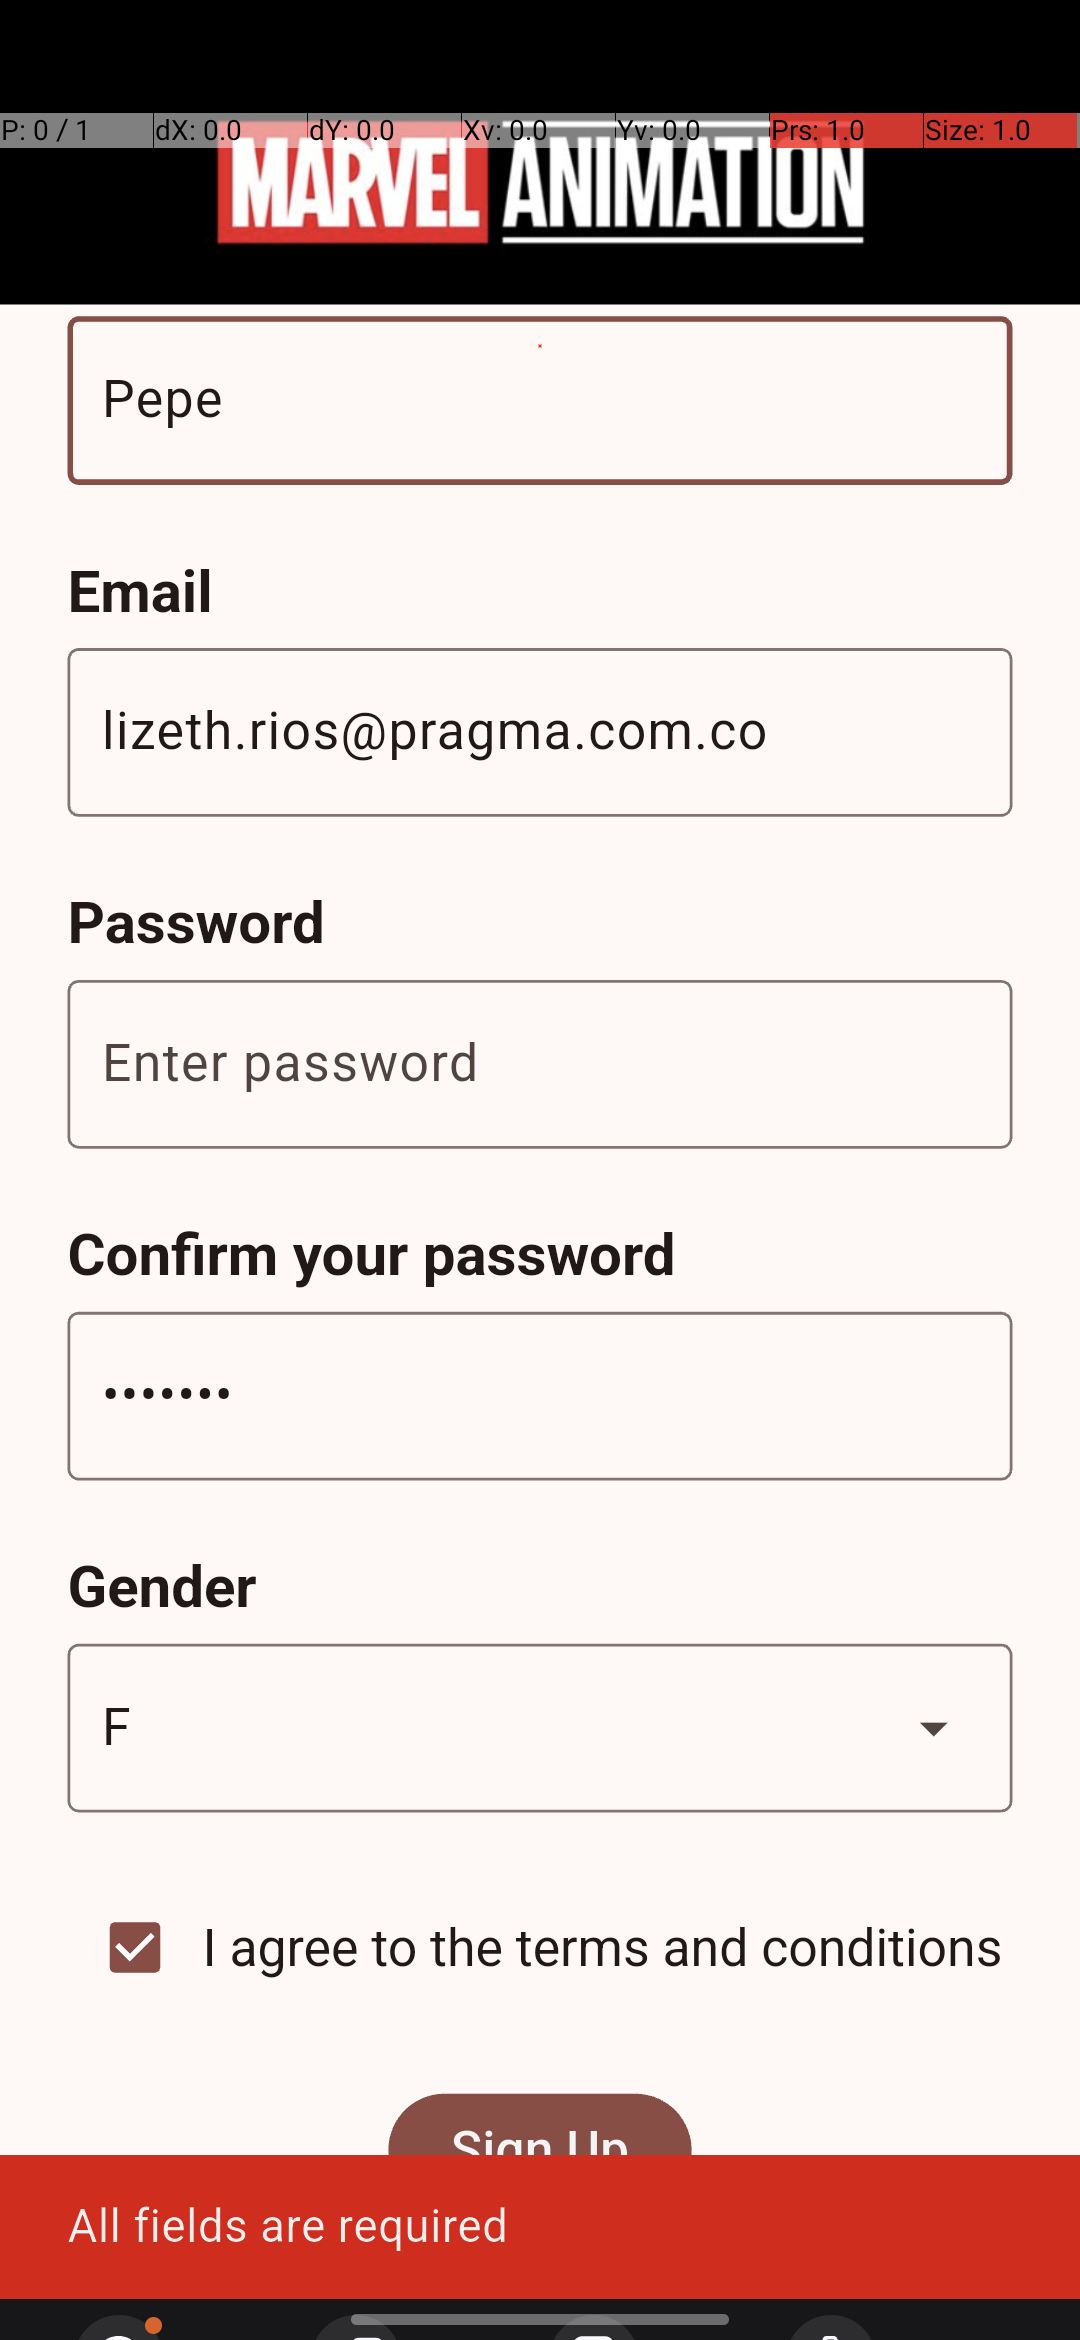 P: 0 / 1 dX: 0.0 dY: 0.0 Xv: 0.0 Yv: 0.0 Prs: 1.0 Size: 1.0
MARVEL ANIMATION
Pepe
Email
lizeth.rios@pragma.com.co
Password
Enter password
Confirm your password
•••••••
Gender
F
I agree to the terms and conditions
Sign Up
All fields are required